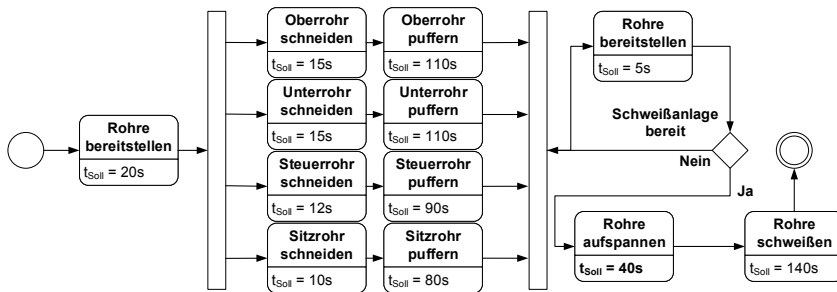 Rohre
bereitstellen
tSoll = 20s
Oberrohr
schneiden
tSoll = 15s
Oberrohr
puffern
tSoll = 110s
Unterrohr
schneiden
tSoll = 15s
Unterrohr
puffern
tSoll = 110s
Steuerrohr
schneiden
tSoll = 12s
Steuerrohr
puffern
tSoll = 90s
Sitzrohr
schneiden
tSoll = 10s
Sitzrohr
puffern
tSoll = 80s
Rohre
bereitstellen
tSoll = 5s
Schweißanlage
bereit
Nein
Ja
Rohre
aufspannen
tSoll = 40s
Rohre
schweißen
tSoll = 140s